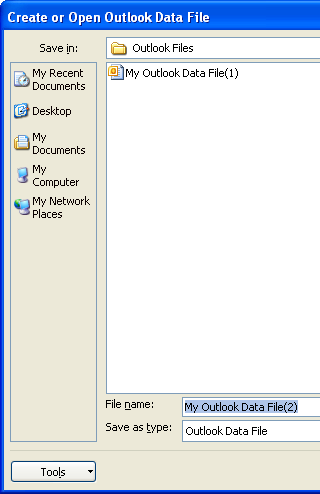 Create or Open Outlook Data File
Save in:
Outlook Files
My Recent
Documents
Desktop
My
Documents
My
Computer
My Network
Places
My Outlook Data File(1)
File name:
My Outlook Data File(2)
Save as type:
Outlook Data File
Tools